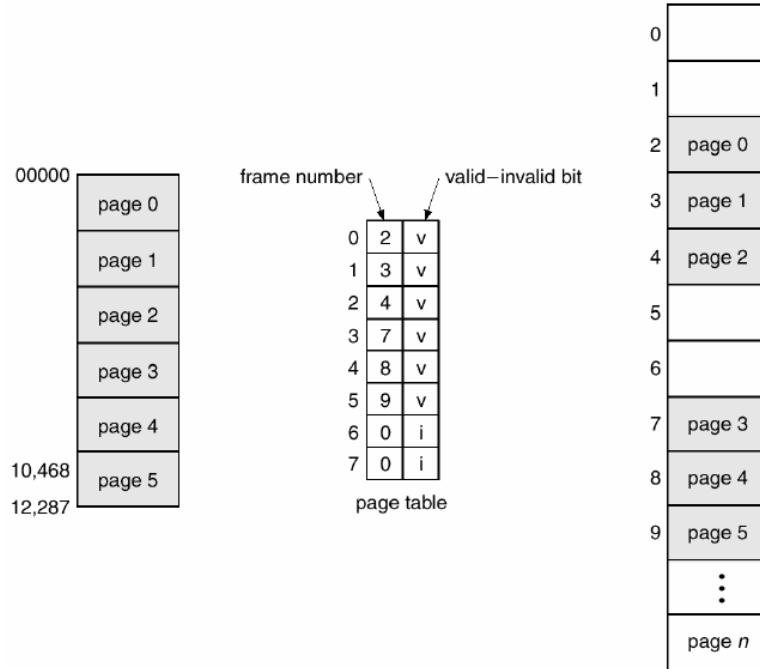 00000
page 0
page 1
page 2
page 3
page 4
10,468
page 5
12,287
frame number
valid–invalid bit
0 2 v
1 3 v
2 4 v
3 7 v
4 8 v
5 9 v
6 0 i
7 0 i
page table
0
1
2 page 0
3 page 1
4 page 2
5
6
7 page 3
8 page 4
9 page 5
⋮
page n